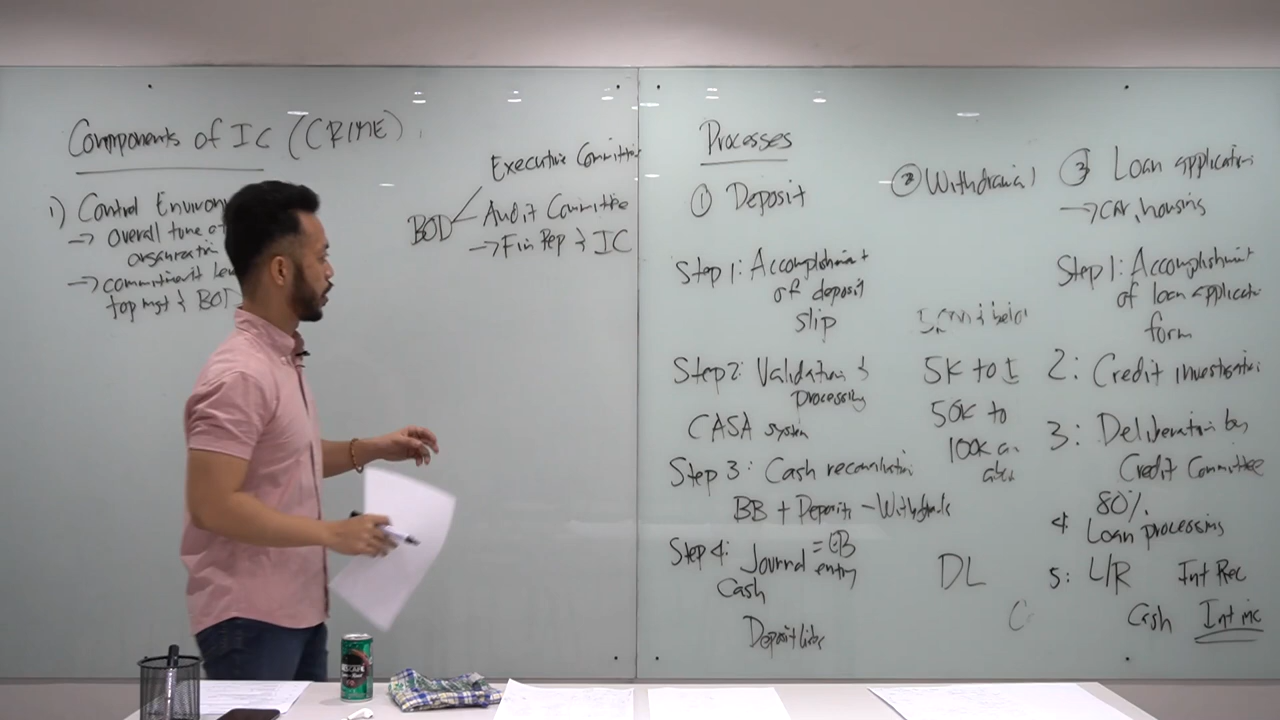 Components of IC (CRIME)
1) Control Environ
→ overall tone of
organization
→ commitment
top mgt & BOD
Executive Committee
BOD
Audit Committee
→ Fin Rep & IC
Processes
① Deposit
Step 1: Accomplishment
of deposit
slip
Step 2: Validation &
processing
CASA system
Step 3: Cash reconciliation
BB + Deposits - Withdrawals
= EB
Step 4: Journal
entry
Cash
Deposit liab
② Withdrawal
5K to
50K to
100K
DL
C
③ Loan application
→ car, housing
Step 1: Accomplishment
of loan application
form
2: Credit investigation
3: Deliberation by
Credit Committee
80%
4 Loan processing
5: L/R Int Rec
Cash Int inc